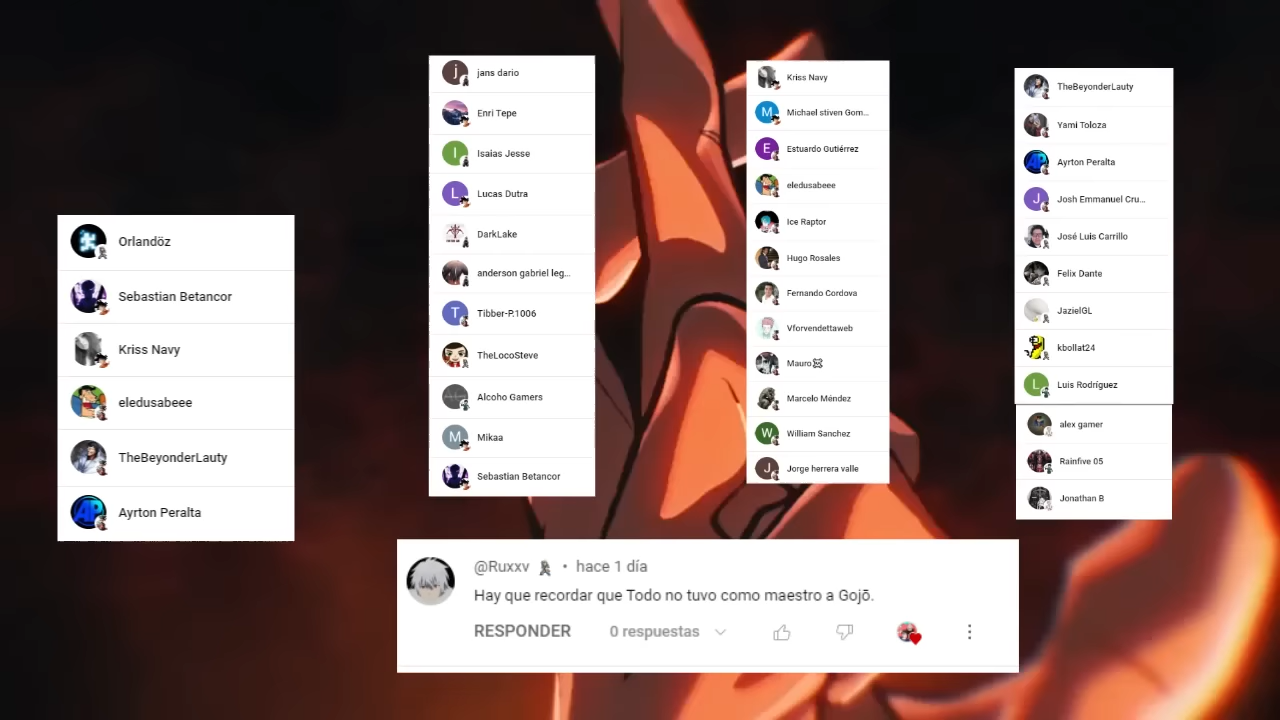 Orlandöz
Sebastian Betancor
Kriss Navy
eledusabeee
TheBeyonderLauty
AP
Ayrton Peralta
j
jans dario
Enri Tepe
I
Isaias Jesse
L
Lucas Dutra
DarkLake
anderson gabriel leg...
T
Tibber-P.1006
TheLocoSteve
Alcoho Gamers
M
Mikaa
Sebastian Betancor
Kriss Navy
M
Michael stiven Gom...
E
Estuardo Gutiérrez
eledusabeee
Ice Raptor
Hugo Rosales
Fernando Cordova
Vforvendettaweb
Mauro
Marcelo Méndez
W
William Sanchez
J
Jorge herrera valle
TheBeyonderLauty
Yami Toloza
AP
Ayrton Peralta
J
Josh Emmanuel Cru...
José Luis Carrillo
Felix Dante
JazielGL
kbollat24
L
Luis Rodríguez
alex gamer
Rainfive 05
Jonathan B
@Ruxxv • hace 1 día
Hay que recordar que Todo no tuvo como maestro a Gojō.
RESPONDER 0 respuestas